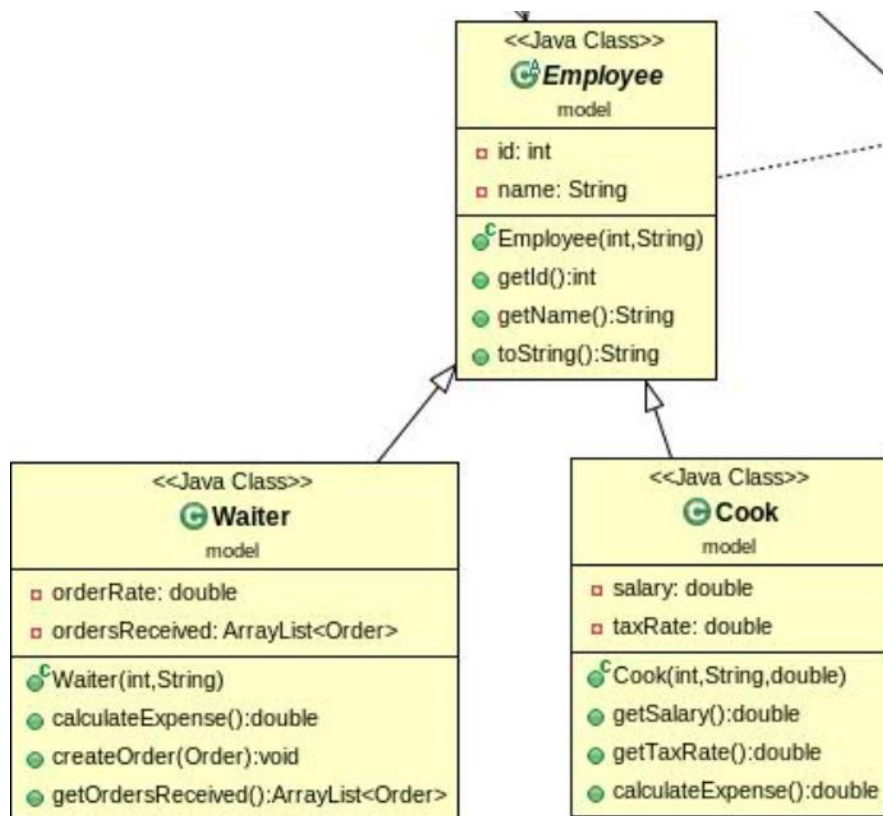 <<Java Class>>
Employee
model
id: int
name: String
Employee(int,String)
getId():int
getName():String
toString():String
<<Java Class>>
Waiter
model
orderRate: double
ordersReceived: ArrayList<Order>
Waiter(int,String)
calculateExpense():double
createOrder(Order):void
getOrdersReceived():ArrayList<Order>
<<Java Class>>
Cook
model
salary: double
taxRate: double
Cook(int,String,double)
getSalary():double
getTaxRate():double
calculateExpense():double